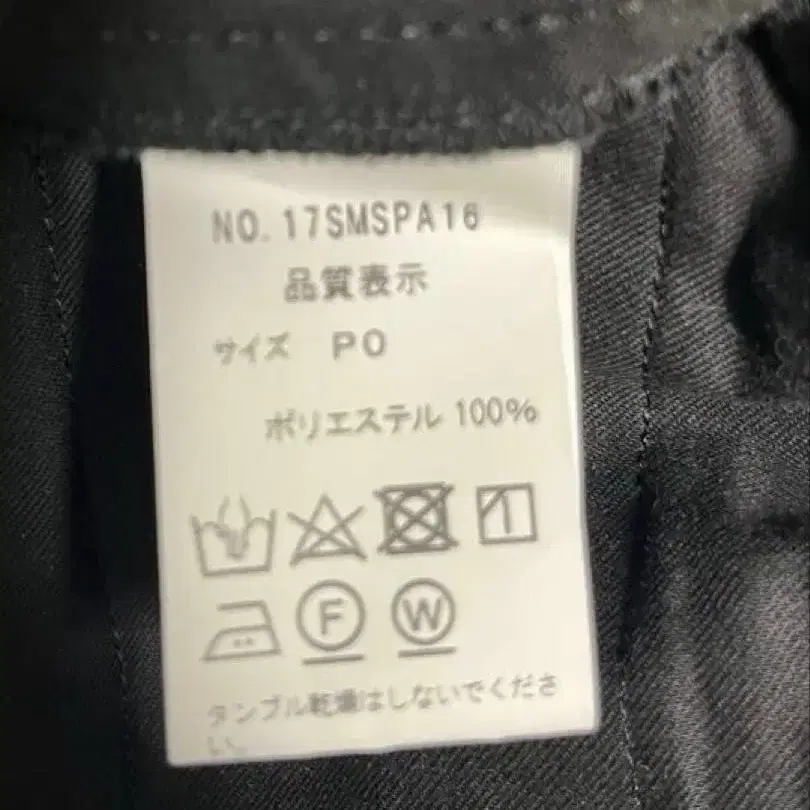 NO. 17SMSPA16
品質表示
サイズ PO
ポリエステル 100%
F W
タンブル乾燥はしないでくださ
い。